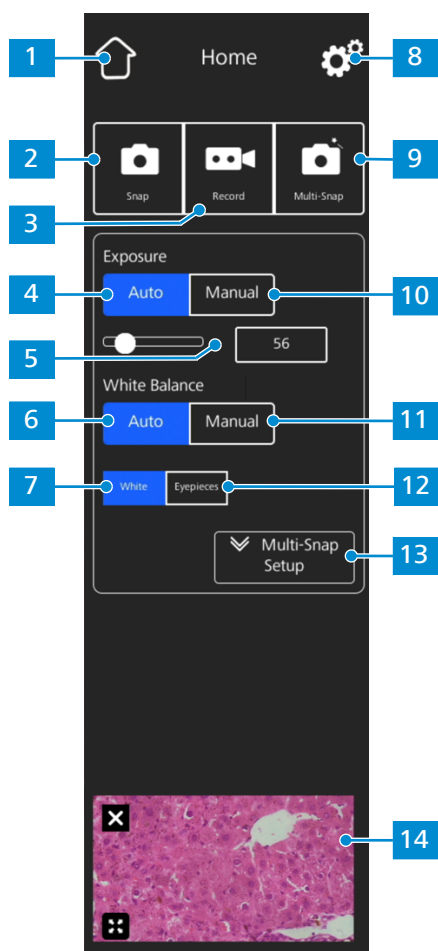 1
Home
8
2
Snap
Record
Multi-Snap
9
3
Exposure
4
Auto
Manual
10
5
56
White Balance
6
Auto
Manual
11
7
White
Eyepieces
12
Multi-Snap
Setup
13
14